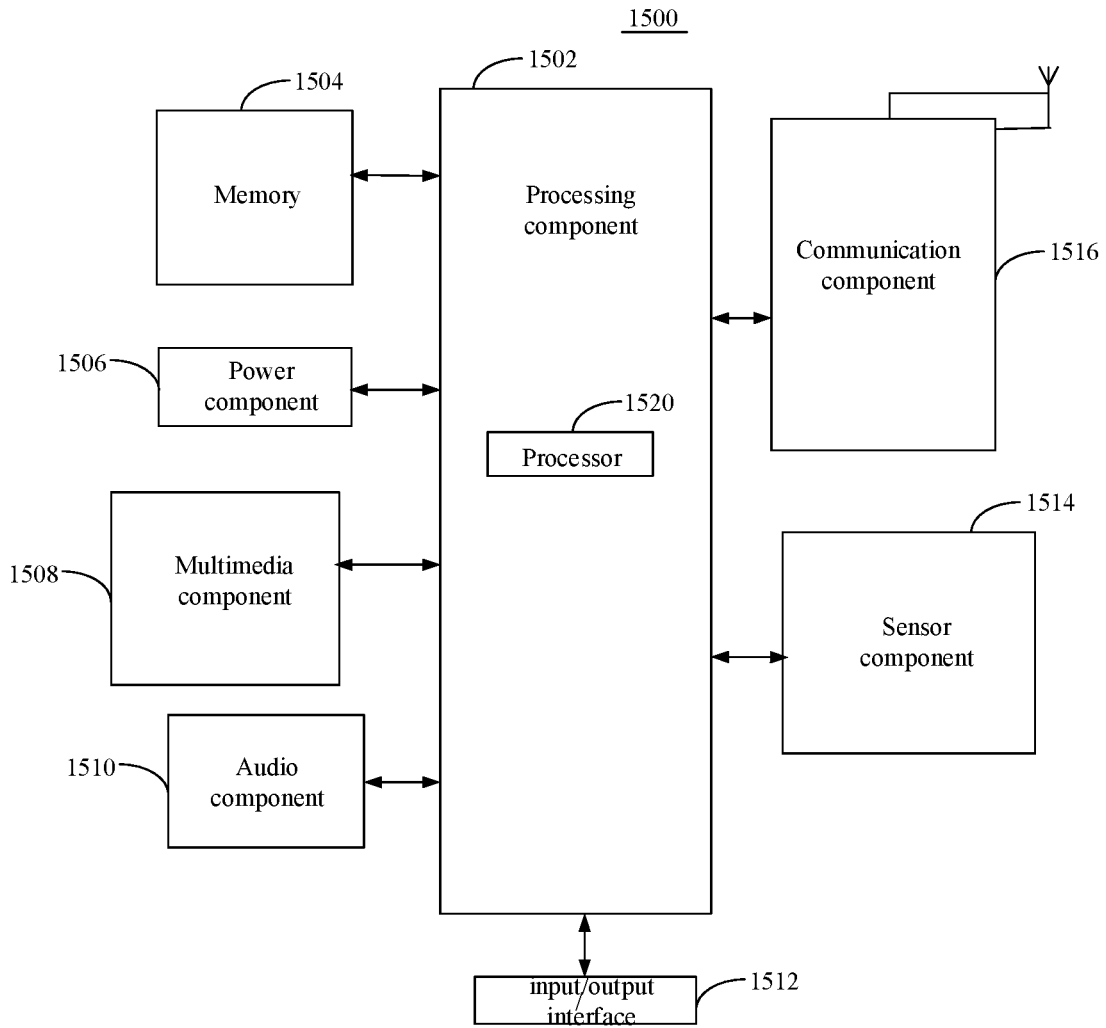 1500
1502
1504
Memory
Processing
component
Communication
component
1516
1506
Power
component
1520
Processor
1514
1508
Multimedia
component
Sensor
component
1510
Audio
component
input/output
interface
1512